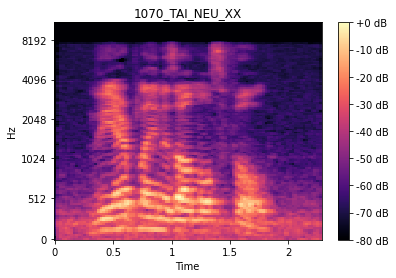 1070_TAI_NEU_XX
+0 dB
8192
-10 dB
4096
-20 dB
-30 dB
2048
Hz
-40 dB
1024
-50 dB
-60 dB
512
-70 dB
0
-80 dB
0 0.5 1 1.5 2
Time